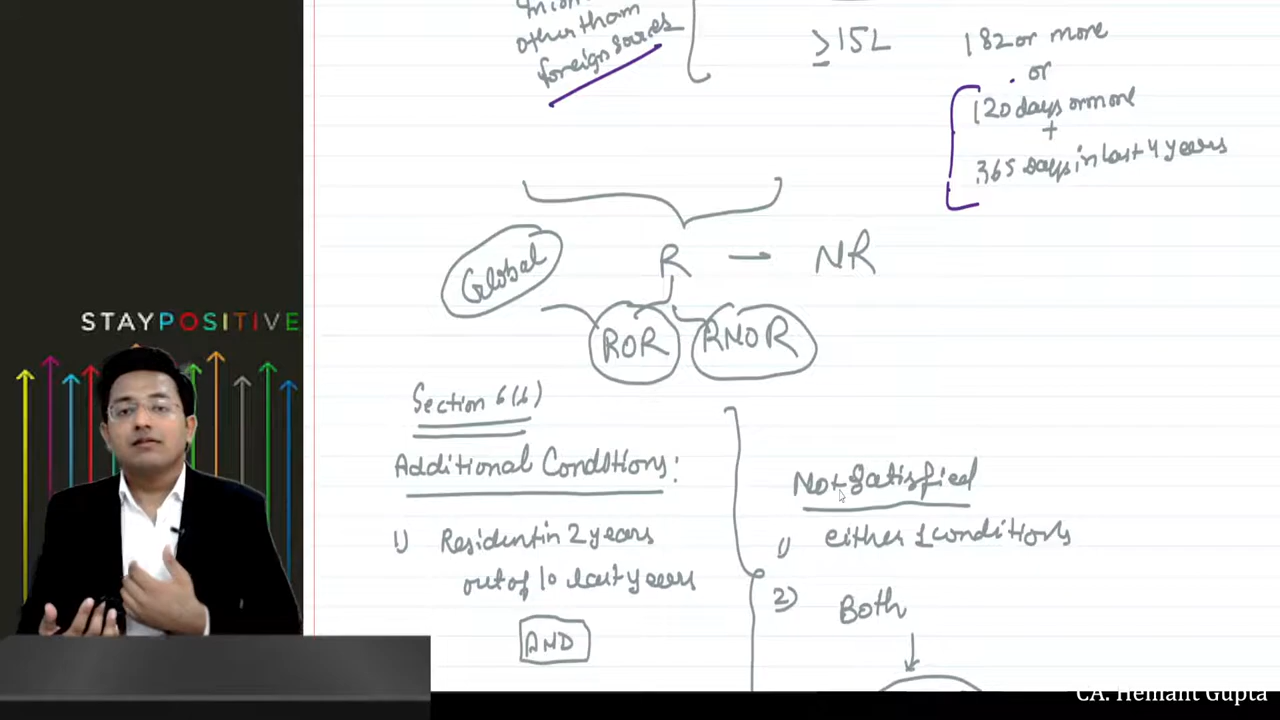 other than
foreign sources
≥15L
182 or more
or
120 days or more
+
365 days in last 4 years
Global
R → NR
ROR
RNOR
STAYPOSITIVE
Section 6(6)
Additional Conditions:
1) Resident in 2 years
out of 10 last years
AND
Not Satisfied
1) either 1 conditions
2) Both
CA. Hemant Gupta